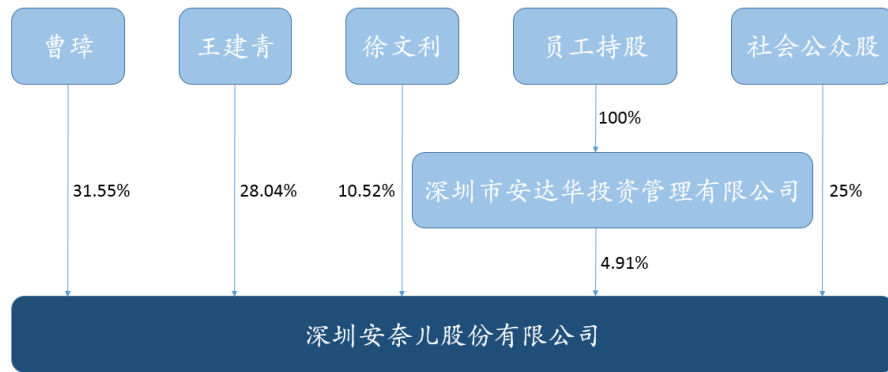 曹璋
王建青
徐文利
员工持股
社会公众股
100%
31.55%
28.04%
10.52%
深圳市安达华投资管理有限公司
25%
4.91%
深圳安奈儿股份有限公司